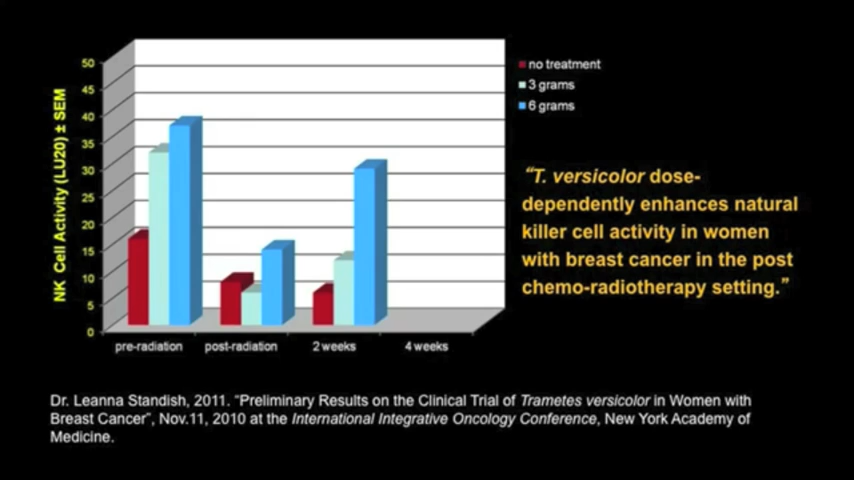 50
45
40
35
30
25
20
15
10
5
0
NK Cell Activity (LU20) ± SEM
pre-radiation
post-radiation
2 weeks
4 weeks
no treatment
3 grams
6 grams
“T. versicolor dose-
dependently enhances natural
killer cell activity in women
with breast cancer in the post
chemo-radiotherapy setting.”
Dr. Leanna Standish, 2011. “Preliminary Results on the Clinical Trial of Trametes versicolor in Women with
Breast Cancer”, Nov.11, 2010 at the International Integrative Oncology Conference, New York Academy of
Medicine.